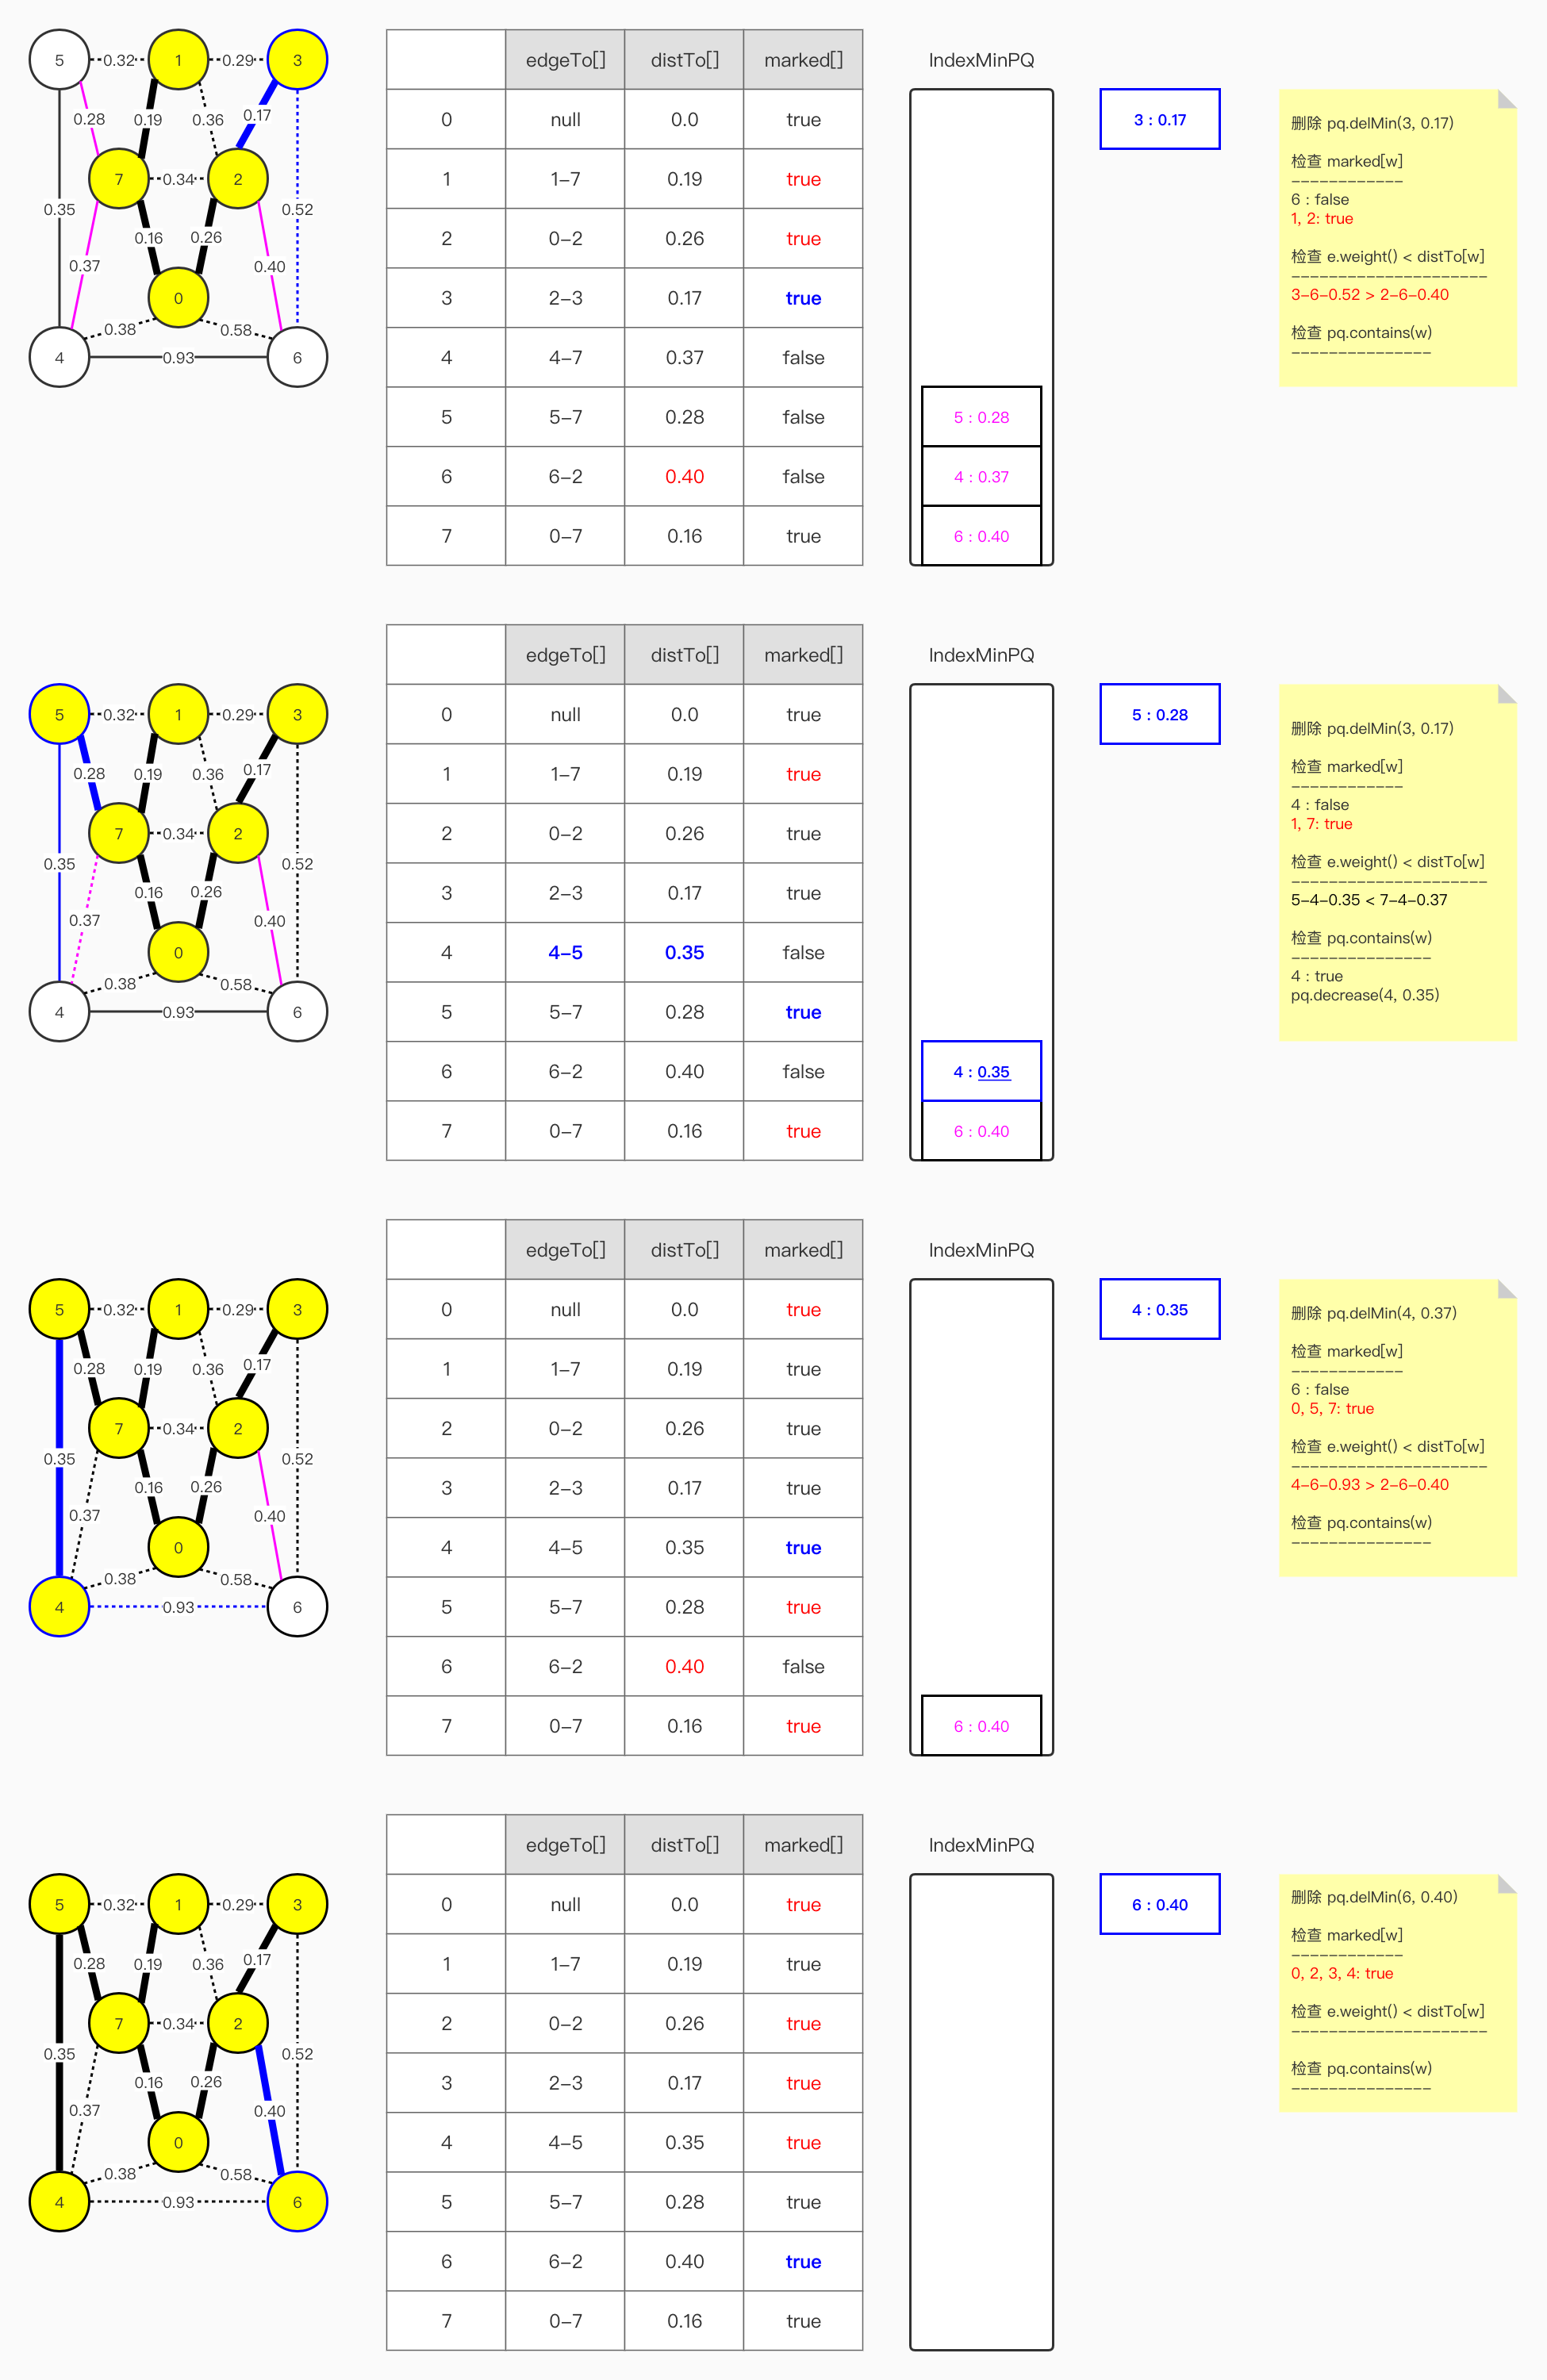 5 0.32 1 0.29 3
0.28 0.19 0.36 0.17
7 0.34 2
0.35 0.52
0.16 0.26
0.37 0.40
0
0.38 0.58
4 0.93 6
edgeTo[] distTo[] marked[]
0 null 0.0 true
1 1–7 0.19 true
2 0–2 0.26 true
3 2–3 0.17 true
4 4–7 0.37 false
5 5–7 0.28 false
6 6–2 0.40 false
7 0–7 0.16 true
IndexMinPQ
5 : 0.28
4 : 0.37
6 : 0.40
3 : 0.17
删除 pq.delMin(3, 0.17)
检查 marked[w]
––––––––––––
6 : false
1, 2: true
检查 e.weight() < distTo[w]
–––––––––––––––––––––
3–6–0.52 > 2–6–0.40
检查 pq.contains(w)
–––––––––––––––
5 0.32 1 0.29 3
0.28 0.19 0.36 0.17
7 0.34 2
0.35 0.52
0.16 0.26
0.37 0.40
0
0.38 0.58
4 0.93 6
edgeTo[] distTo[] marked[]
0 null 0.0 true
1 1–7 0.19 true
2 0–2 0.26 true
3 2–3 0.17 true
4 4–5 0.35 false
5 5–7 0.28 true
6 6–2 0.40 false
7 0–7 0.16 true
IndexMinPQ
4 : 0.35
6 : 0.40
5 : 0.28
删除 pq.delMin(3, 0.17)
检查 marked[w]
––––––––––––
4 : false
1, 7: true
检查 e.weight() < distTo[w]
–––––––––––––––––––––
5–4–0.35 < 7–4–0.37
检查 pq.contains(w)
–––––––––––––––
4 : true
pq.decrease(4, 0.35)
5 0.32 1 0.29 3
0.28 0.19 0.36 0.17
7 0.34 2
0.35 0.52
0.16 0.26
0.37 0.40
0
0.38 0.58
4 0.93 6
edgeTo[] distTo[] marked[]
0 null 0.0 true
1 1–7 0.19 true
2 0–2 0.26 true
3 2–3 0.17 true
4 4–5 0.35 true
5 5–7 0.28 true
6 6–2 0.40 false
7 0–7 0.16 true
IndexMinPQ
6 : 0.40
4 : 0.35
删除 pq.delMin(4, 0.37)
检查 marked[w]
––––––––––––
6 : false
0, 5, 7: true
检查 e.weight() < distTo[w]
–––––––––––––––––––––
4–6–0.93 > 2–6–0.40
检查 pq.contains(w)
–––––––––––––––
5 0.32 1 0.29 3
0.28 0.19 0.36 0.17
7 0.34 2
0.35 0.52
0.16 0.26
0.37 0.40
0
0.38 0.58
4 0.93 6
edgeTo[] distTo[] marked[]
0 null 0.0 true
1 1–7 0.19 true
2 0–2 0.26 true
3 2–3 0.17 true
4 4–5 0.35 true
5 5–7 0.28 true
6 6–2 0.40 true
7 0–7 0.16 true
IndexMinPQ
6 : 0.40
删除 pq.delMin(6, 0.40)
检查 marked[w]
––––––––––––
0, 2, 3, 4: true
检查 e.weight() < distTo[w]
–––––––––––––––––––––
检查 pq.contains(w)
–––––––––––––––